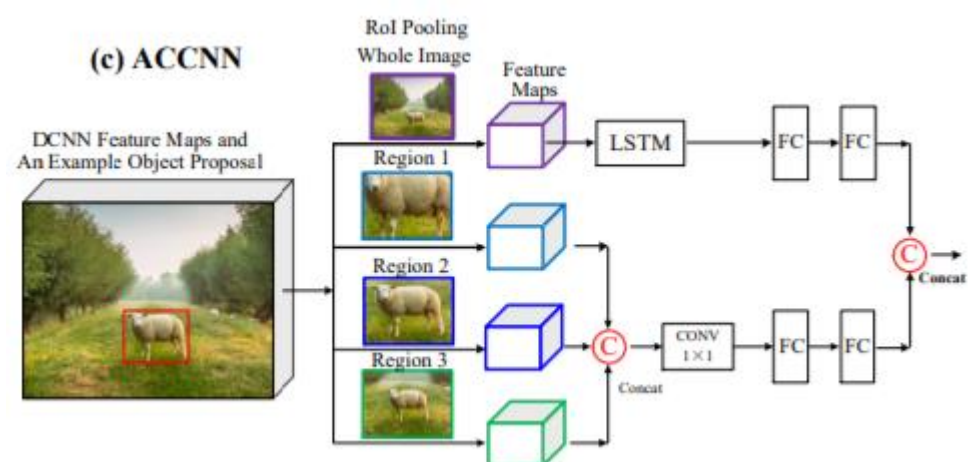 (c) ACCNN
DCNN Feature Maps and
An Example Object Proposal
RoI Pooling
Whole Image
Region 1
Region 2
Region 3
Feature
Maps
LSTM
FC
FC
C
Concat
CONV
1×1
FC
FC
C
Concat